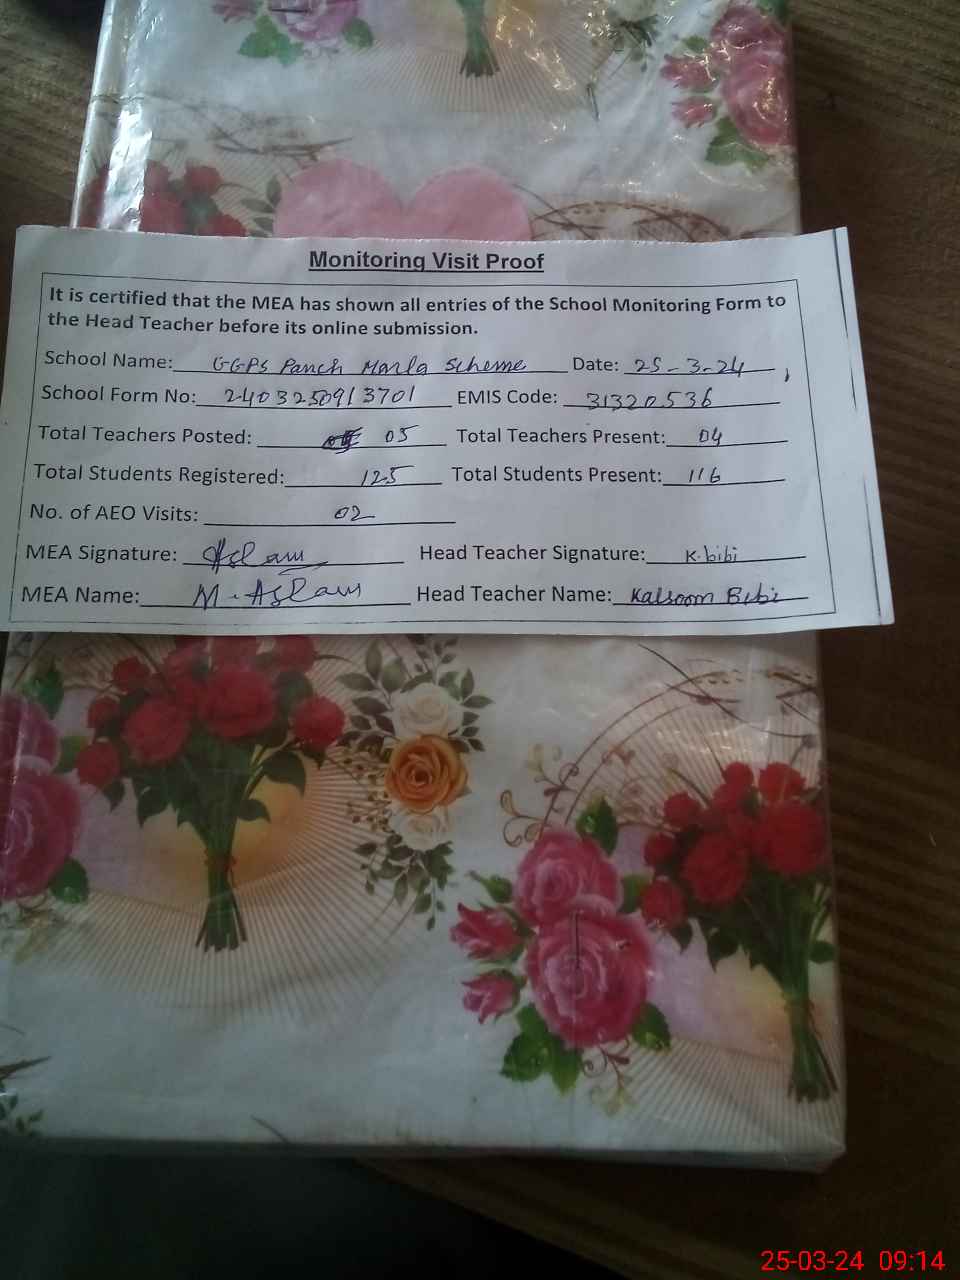 Monitoring Visit Proof
It is certified that the MEA has shown all entries of the School Monitoring Form to
the Head Teacher before its online submission.
School Name: GGPS Panch Marla Scheme Date: 25-3-24
School Form No: 2403250913701 EMIS Code: 31320536
Total Teachers Posted: 05 Total Teachers Present: 04
Total Students Registered: 125 Total Students Present: 116
No. of AEO Visits: 02
MEA Signature: Aslam Head Teacher Signature: K.bibi
MEA Name: M. Aslam Head Teacher Name: Kalsoom Bibi
25-03-24 09:14